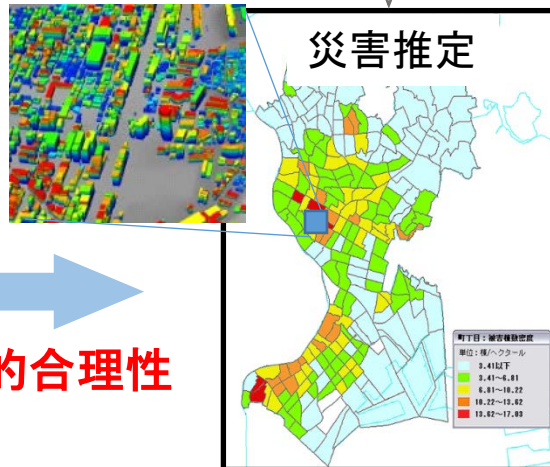 災害推定
的合理性
町丁目:被害棟数密度
単位:棟/ヘクタール
3.41以下
3.41~6.81
6.81~10.22
10.22~13.62
13.62~17.03